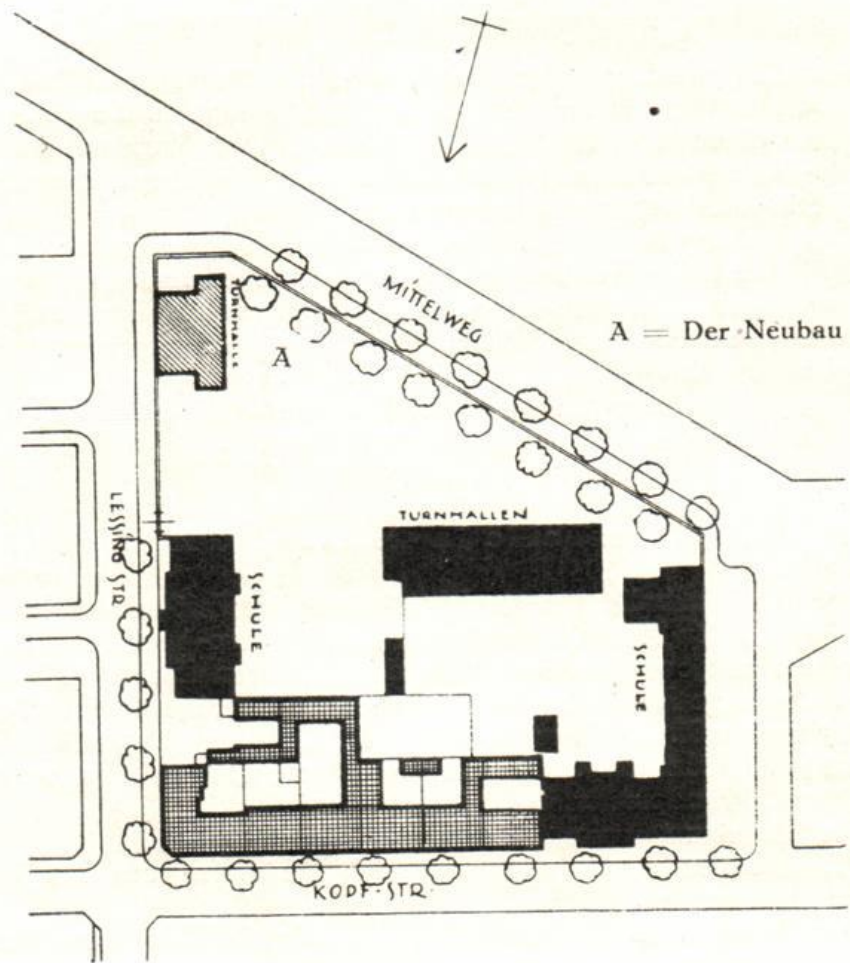 MITTELWEG
TURNHALLE
A
A = Der Neubau
LESSING STR
TURNHALLEN
SCHULE
SCHULE
KOPF-STR.